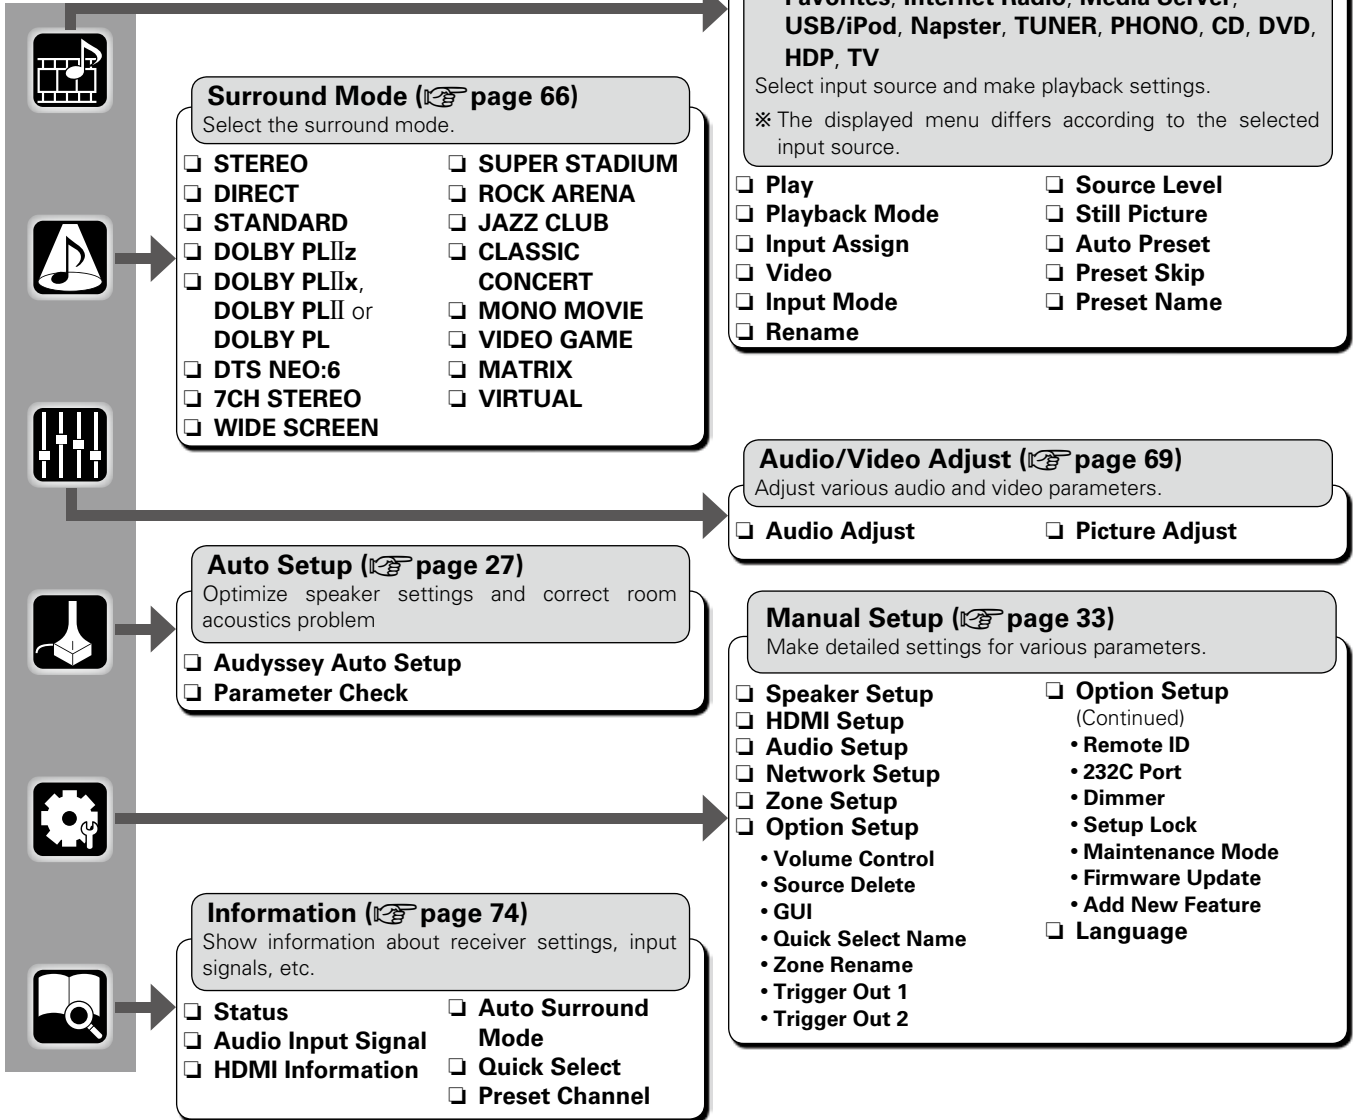 Favorites, Internet Radio, Media Server,
USB/iPod, Napster, TUNER, PHONO, CD, DVD,
HDP, TV
Select input source and make playback settings.
※ The displayed menu differs according to the selected
input source.
❏ Play
❏ Playback Mode
❏ Input Assign
❏ Video
❏ Input Mode
❏ Rename
❏ Source Level
❏ Still Picture
❏ Auto Preset
❏ Preset Skip
❏ Preset Name
Surround Mode (☞ page 66)
Select the surround mode.
❏ STEREO
❏ DIRECT
❏ STANDARD
❏ DOLBY PLⅡz
❏ DOLBY PLⅡx,
DOLBY PLⅡ or
DOLBY PL
❏ DTS NEO:6
❏ 7CH STEREO
❏ WIDE SCREEN
❏ SUPER STADIUM
❏ ROCK ARENA
❏ JAZZ CLUB
❏ CLASSIC
CONCERT
❏ MONO MOVIE
❏ VIDEO GAME
❏ MATRIX
❏ VIRTUAL
Audio/Video Adjust (☞ page 69)
Adjust various audio and video parameters.
❏ Audio Adjust
❏ Picture Adjust
Auto Setup (☞ page 27)
Optimize speaker settings and correct room
acoustics problem
❏ Audyssey Auto Setup
❏ Parameter Check
Manual Setup (☞ page 33)
Make detailed settings for various parameters.
❏ Speaker Setup
❏ HDMI Setup
❏ Audio Setup
❏ Network Setup
❏ Zone Setup
❏ Option Setup
• Volume Control
• Source Delete
• GUI
• Quick Select Name
• Zone Rename
• Trigger Out 1
• Trigger Out 2
❏ Option Setup
(Continued)
• Remote ID
• 232C Port
• Dimmer
• Setup Lock
• Maintenance Mode
• Firmware Update
• Add New Feature
❏ Language
Information (☞ page 74)
Show information about receiver settings, input
signals, etc.
❏ Status
❏ Audio Input Signal
❏ HDMI Information
❏ Auto Surround
Mode
❏ Quick Select
❏ Preset Channel